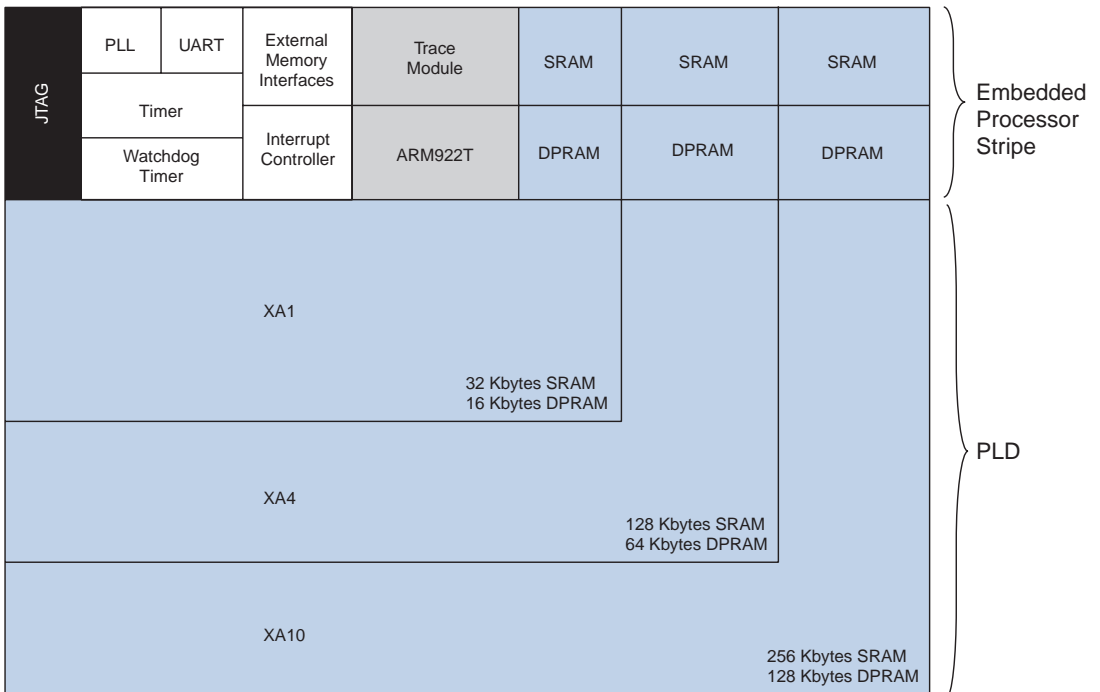 JTAG
PLL
UART
External
Memory
Interfaces
Trace
Module
SRAM
SRAM
SRAM
Timer
Watchdog
Timer
Interrupt
Controller
ARM922T
DPRAM
DPRAM
DPRAM
Embedded
Processor
Stripe
XA1
32 Kbytes SRAM
16 Kbytes DPRAM
PLD
XA4
128 Kbytes SRAM
64 Kbytes DPRAM
XA10
256 Kbytes SRAM
128 Kbytes DPRAM